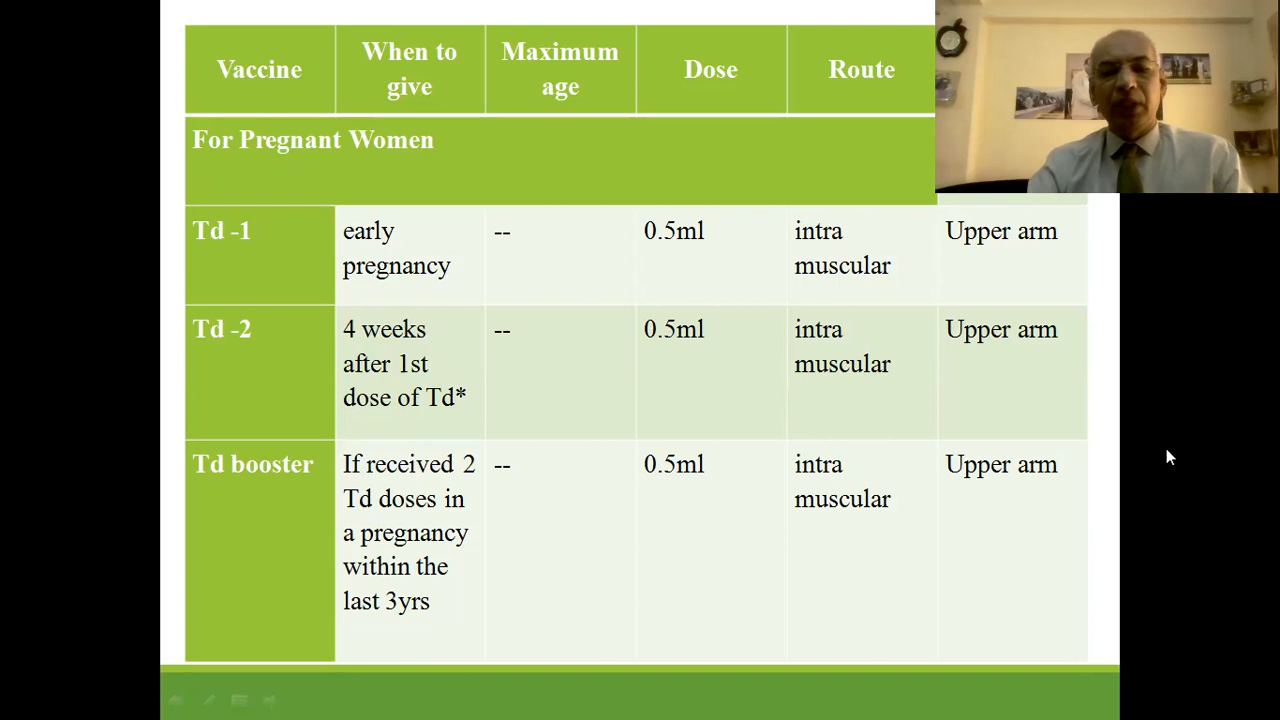 Vaccine
When to
give
Maximum
age
Dose
Route
For Pregnant Women
Td -1
early
pregnancy
--
0.5ml
intra
muscular
Upper arm
Td -2
4 weeks
after 1st
dose of Td*
--
0.5ml
intra
muscular
Upper arm
Td booster
If received 2
Td doses in
a pregnancy
within the
last 3yrs
--
0.5ml
intra
muscular
Upper arm